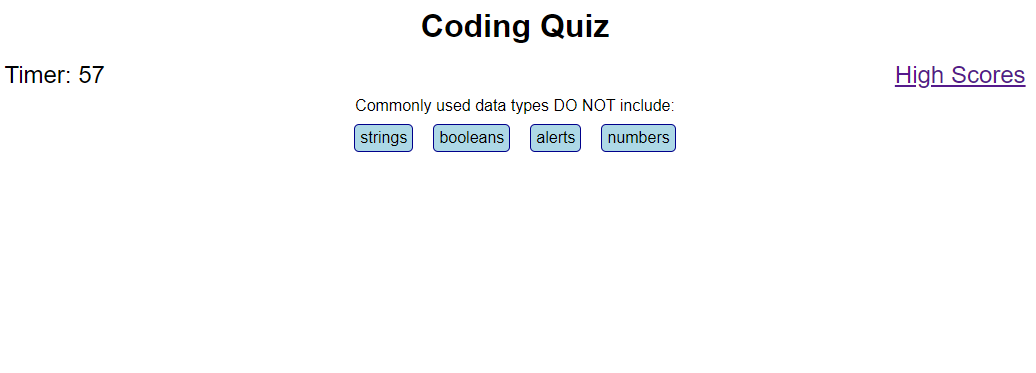 Coding Quiz
Timer: 57 High Scores
Commonly used data types DO NOT include:
strings booleans alerts numbers